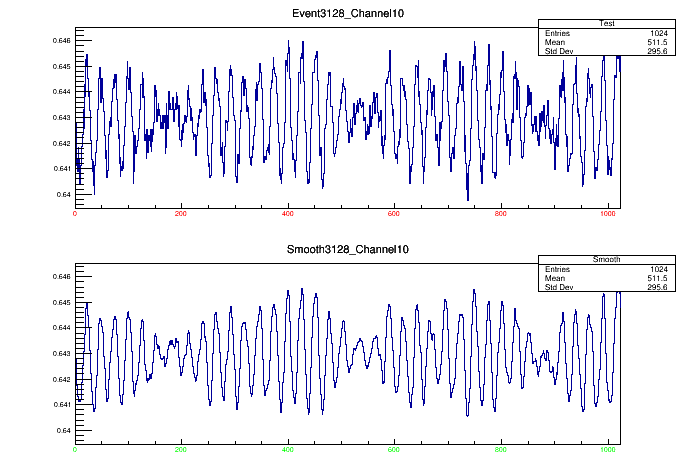 Event3128_Channel10
Test
Entries 1024
Mean 511.5
Std Dev 295.6
0.646
0.645
0.644
0.643
0.642
0.641
0.64
0 200 400 600 800 1000
Smooth3128_Channel10
Smooth
Entries 1024
Mean 511.5
Std Dev 295.6
0.646
0.645
0.644
0.643
0.642
0.641
0.64
0 200 400 600 800 1000